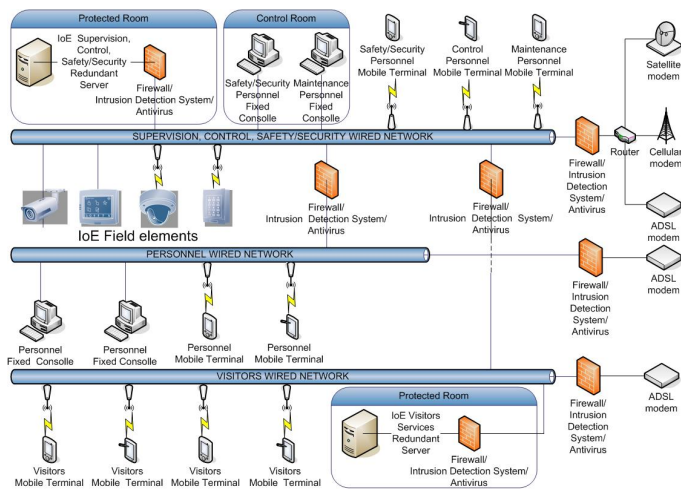 Protected Room
IoE Supervision,
Control,
Safety/Security
Redundant
Server
Firewall/
Intrusion Detection System/
Antivirus
Control Room
Safety/Security
Personnel
Fixed
Consolle
Maintenance
Personnel
Fixed
Consolle
Safety/Security
Personnel
Mobile Terminal
Control
Personnel
Mobile Terminal
Maintenance
Personnel
Mobile Terminal
Satellite
modem
SUPERVISION, CONTROL, SAFETY/SECURITY WIRED NETWORK
Firewall/
Intrusion
Detection
System/
Antivirus
Router
Cellular
modem
ADSL
modem
IoE Field elements
Firewall/
Intrusion Detection System/
Antivirus
Firewall/
Intrusion Detection System/
Antivirus
PERSONNEL WIRED NETWORK
Firewall/
Intrusion
Detection
System/
Antivirus
ADSL
modem
Personnel
Fixed Consolle
Personnel
Fixed Consolle
Personnel
Mobile Terminal
Personnel
Mobile Terminal
VISITORS WIRED NETWORK
Firewall/
Intrusion
Detection
System/
Antivirus
ADSL
modem
Visitors
Mobile Terminal
Visitors
Mobile Terminal
Visitors
Mobile Terminal
Visitors
Mobile Terminal
Protected Room
IoE Visitors
Services
Redundant
Server
Firewall/
Intrusion Detection System/
Antivirus